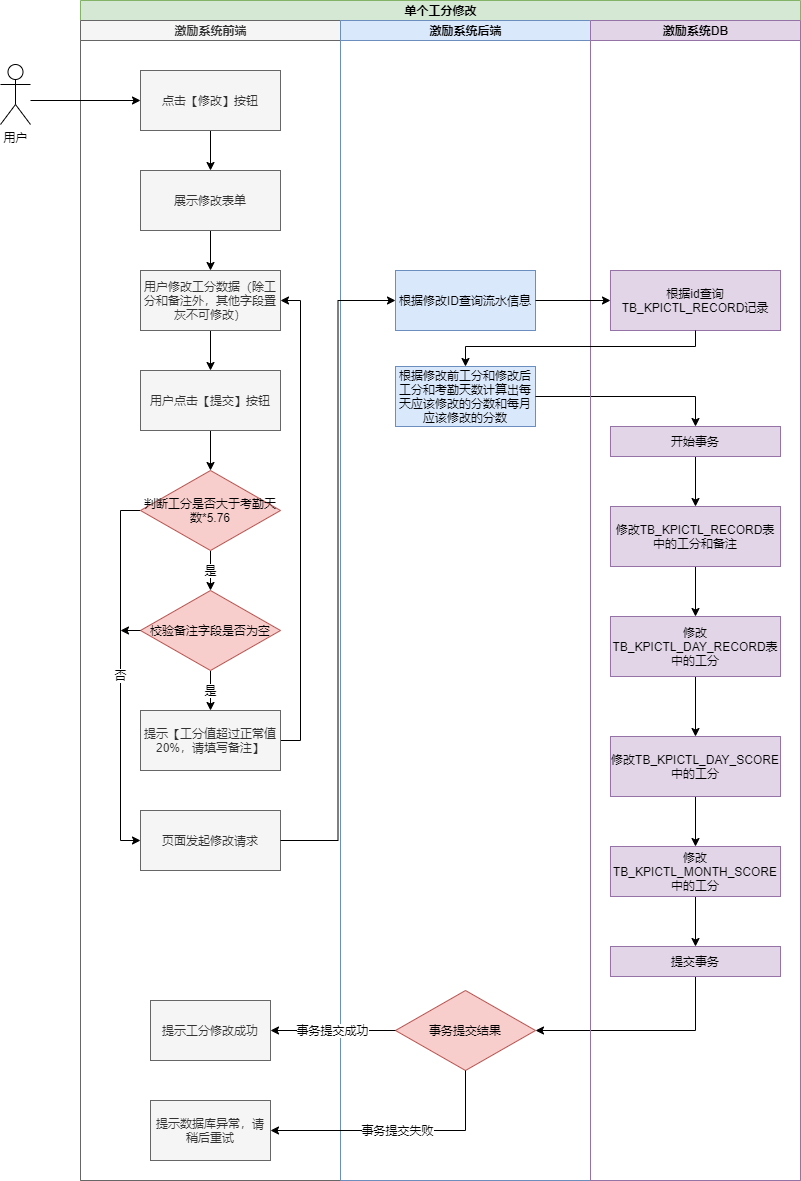 单个工分修改
激励系统前端
激励系统后端
激励系统DB
用户
点击【修改】按钮
展示修改表单
用户修改工分数据（除工
分和备注外，其他字段置
灰不可修改）
根据修改ID查询流水信息
根据id查询
TB_KPICTL_RECORD记录
用户点击【提交】按钮
根据修改前工分和修改后
工分和考勤天数计算出每
天应该修改的分数和每月
应该修改的分数
开始事务
判断工分是否大于考勤天
数*5.76
修改TB_KPICTL_RECORD表
中的工分和备注
是
校验备注字段是否为空
修改
TB_KPICTL_DAY_RECORD表
中的工分
否
是
提示【工分值超过正常值
20%，请填写备注】
修改TB_KPICTL_DAY_SCORE
中的工分
页面发起修改请求
修改
TB_KPICTL_MONTH_SCORE
中的工分
提交事务
提示工分修改成功
事务提交成功
事务提交结果
提示数据库异常，请
稍后重试
事务提交失败